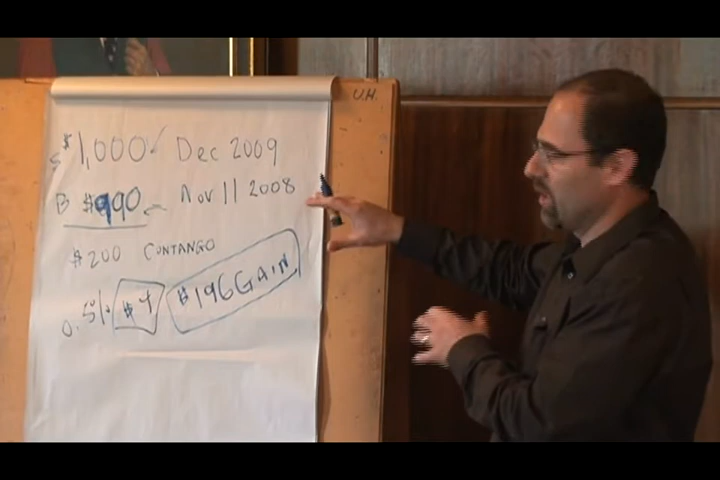 U.H.
S $1,000 ✓ Dec 2009
B $990 ← Nov 11 2008
$200 CONTANGO
0.5% $4 $196 GAIN